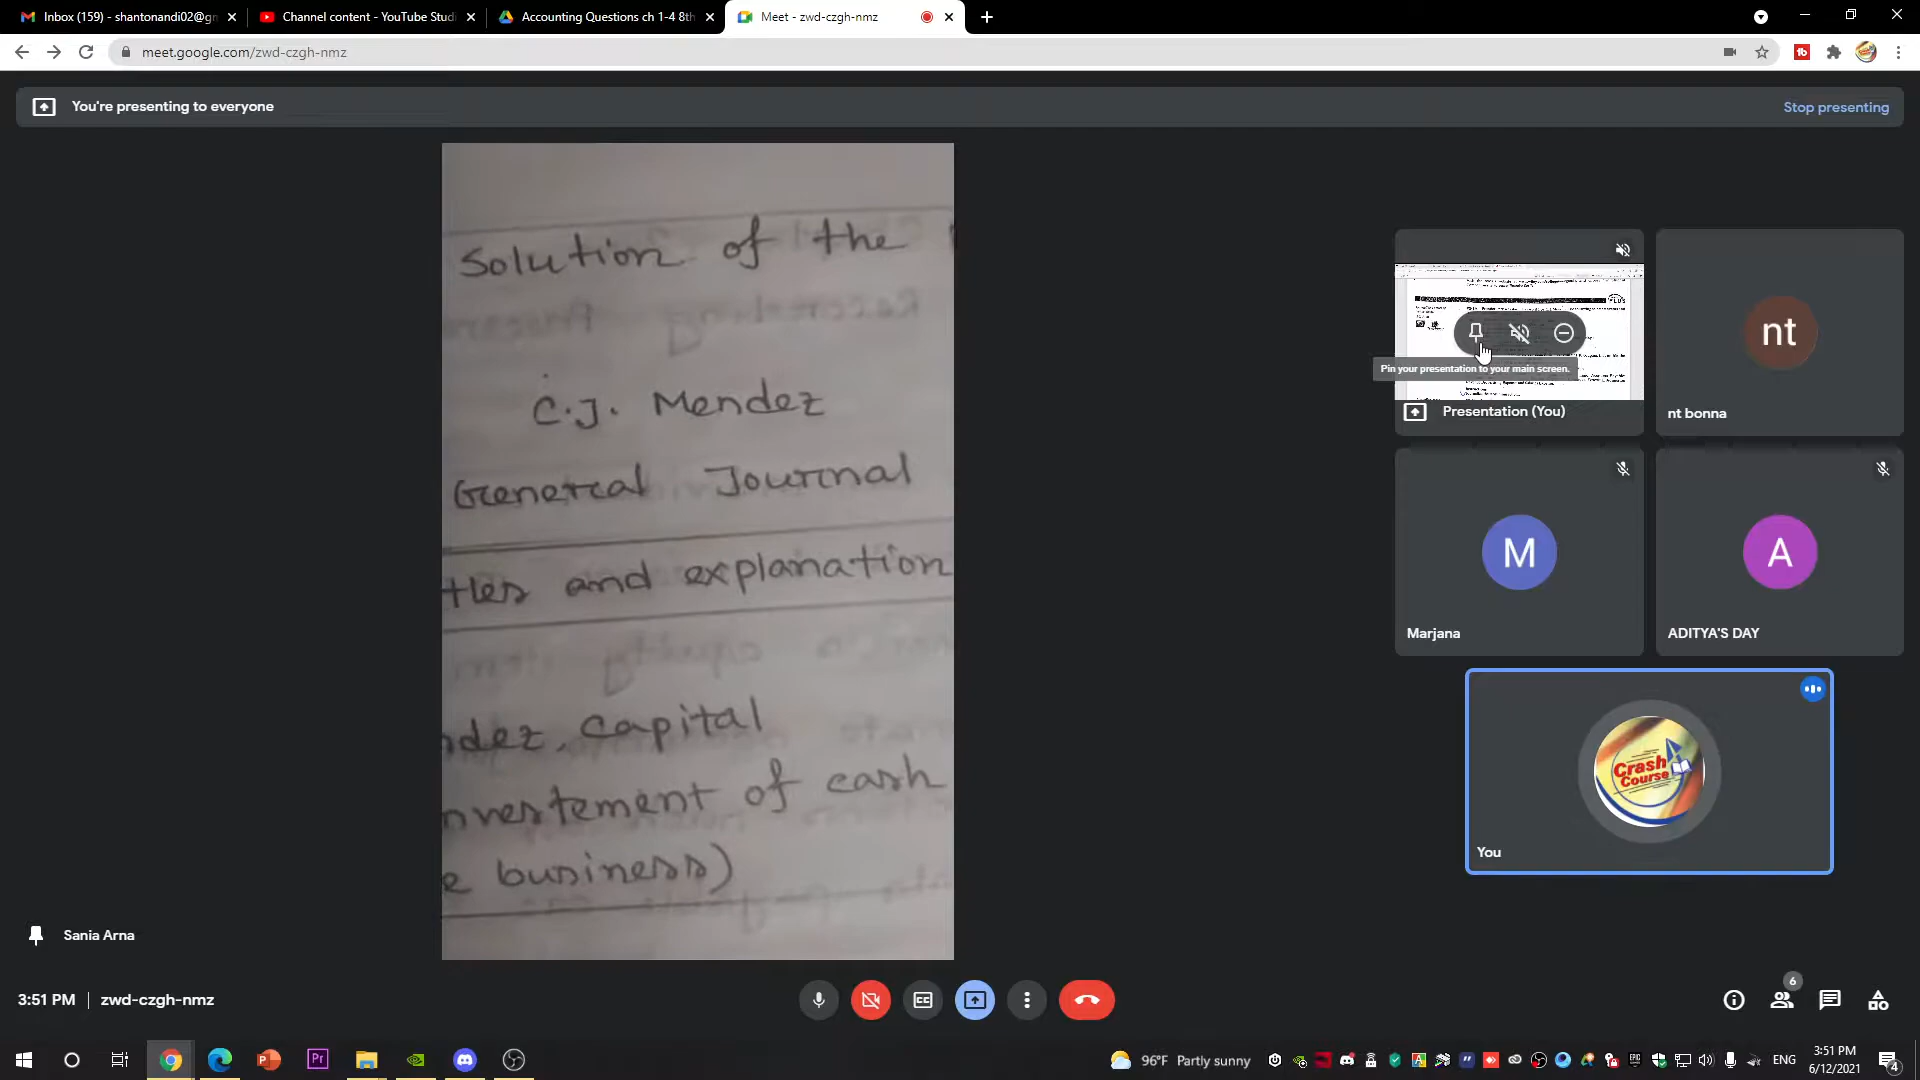 Inbox (159) - shantonandi02@gm
Channel content - YouTube Studi
Accounting Questions ch 1-4 8th
Meet - zwd-czgh-nmz
meet.google.com/zwd-czgh-nmz
You're presenting to everyone
Stop presenting
Solution of the
C.J. Mendez
General Journal
tles and explanation
dez, Capital
nvestement of cash
e business)
Pin your presentation to your main screen.
Presentation (You)
nt
nt bonna
M
Marjana
A
ADITYA'S DAY
Crash Course
You
Sania Arna
3:51 PM | zwd-czgh-nmz
CC
6
96°F Partly sunny
ENG
3:51 PM
6/12/2021
4